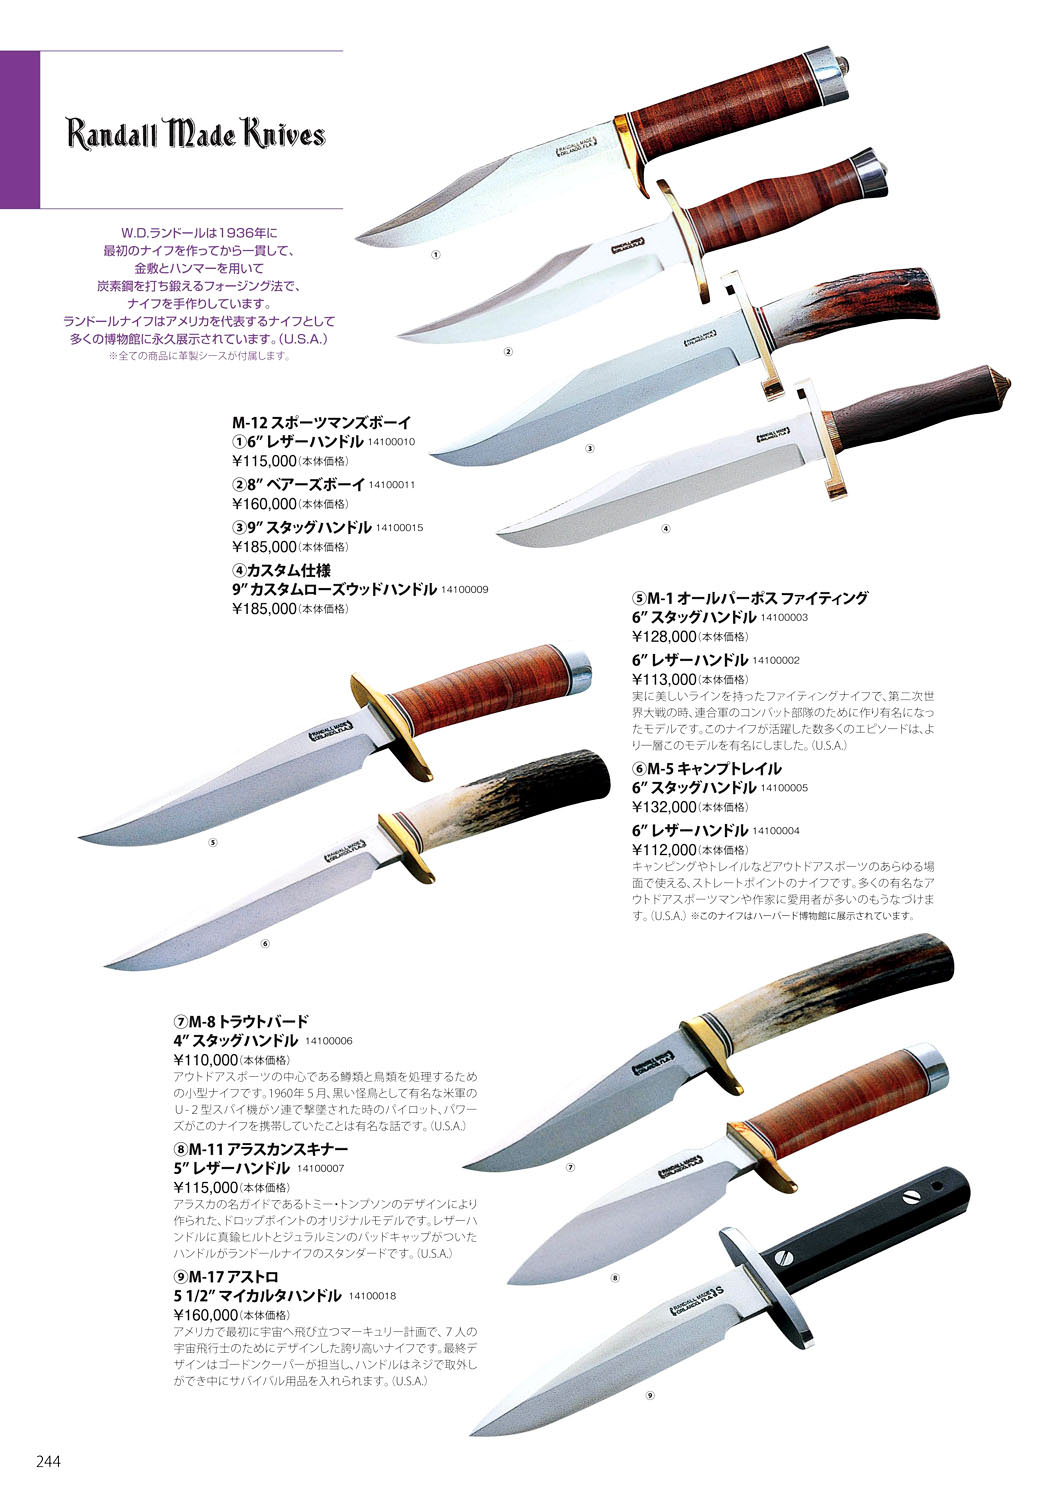 Randall Made Knives
W.D.ランドールは1936年に
最初のナイフを作ってから一貫して、
金敷とハンマーを用いて
炭素鋼を打ち鍛えるフォージング法で、
ナイフを手作りしています。
ランドールナイフはアメリカを代表するナイフとして
多くの博物館に永久展示されています。(U.S.A.)
※全ての商品に革製シースが付属します。
RANDALL MADE
ORLANDO, FLA.
①
②
③
④
M-12 スポーツマンズボーイ
①6” レザーハンドル 14100010
¥115,000(本体価格)
②8” ベアーズボーイ 14100011
¥160,000(本体価格)
③9” スタッグハンドル 14100015
¥185,000(本体価格)
④カスタム仕様
9” カスタムローズウッドハンドル 14100009
¥185,000(本体価格)
⑤M-1 オールパーポス ファイティング
6” スタッグハンドル 14100003
¥128,000(本体価格)
6” レザーハンドル 14100002
¥113,000(本体価格)
実に美しいラインを持ったファイティングナイフで、第二次世
界大戦の時、連合軍のコンバット部隊のために作り有名になっ
たモデルです。このナイフが活躍した数多くのエピソードは、よ
り一層このモデルを有名にしました。(U.S.A.)
⑥M-5 キャンプトレイル
6” スタッグハンドル 14100005
¥132,000(本体価格)
6” レザーハンドル 14100004
¥112,000(本体価格)
キャンピングやトレイルなどアウトドアスポーツのあらゆる場
面で使える、ストレートポイントのナイフです。多くの有名なア
ウトドアスポーツマンや作家に愛用者が多いのもうなづけま
す。(U.S.A.) ※このナイフはハーバード博物館に展示されています。
RANDALL MADE
ORLANDO, FLA.
⑤
RANDALL MADE
ORLANDO, FLA.
⑥
⑦M-8 トラウトバード
4” スタッグハンドル 14100006
¥110,000(本体価格)
アウトドアスポーツの中心である鱒類と鳥類を処理するため
の小型ナイフです。1960年5月、黒い怪鳥として有名な米軍の
U-2型スパイ機がソ連で撃墜された時のパイロット、パワー
ズがこのナイフを携帯していたことは有名な話です。(U.S.A.)
⑧M-11 アラスカンスキナー
5” レザーハンドル 14100007
¥115,000(本体価格)
アラスカの名ガイドであるトミー・トンプソンのデザインにより
作られた、ドロップポイントのオリジナルモデルです。レザーハ
ンドルに真鍮ヒルトとジュラルミンのバッドキャップがついた
ハンドルがランドールナイフのスタンダードです。(U.S.A.)
⑨M-17 アストロ
5 1/2” マイカルタハンドル 14100018
¥160,000(本体価格)
アメリカで最初に宇宙へ飛び立つマーキュリー計画で、7人の
宇宙飛行士のためにデザインした誇り高いナイフです。最終デ
ザインはゴードンクーパーが担当し、ハンドルはネジで取外し
ができ中にサバイバル用品を入れられます。(U.S.A.)
⑦
RANDALL MADE
ORLANDO, FLA.
⑧
RANDALL MADE
ORLANDO, FLA. S
⑨
244